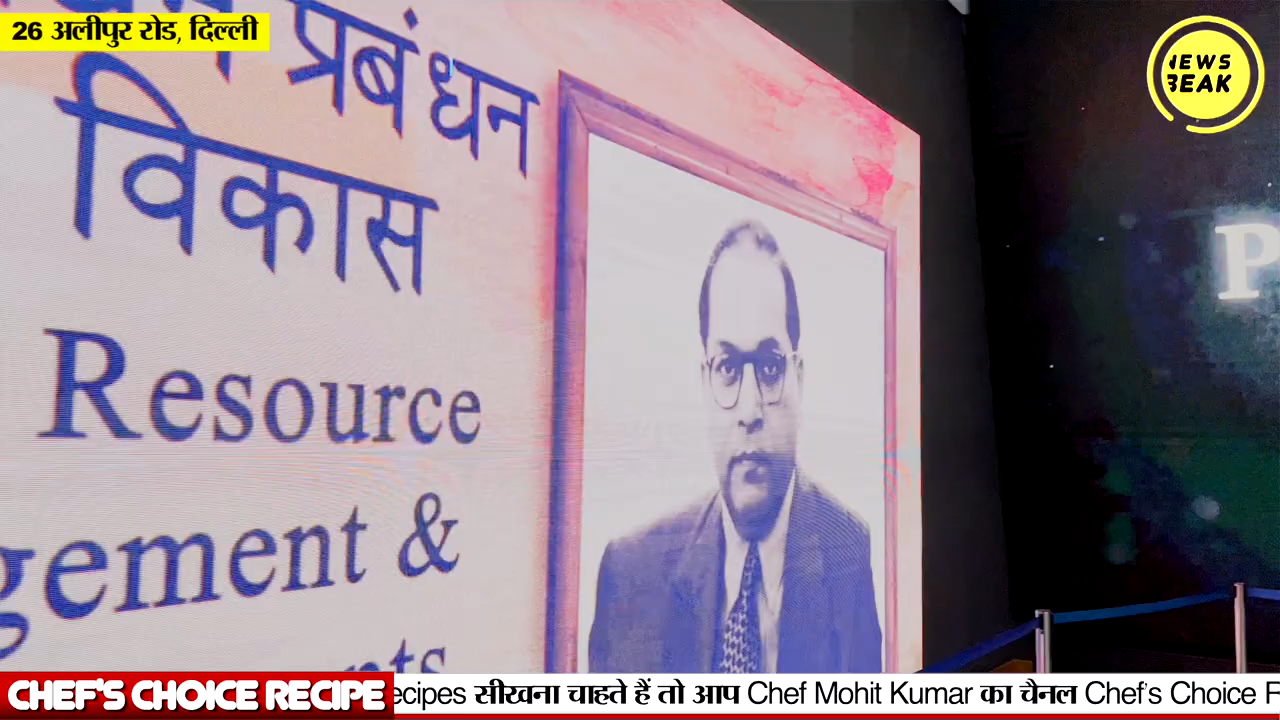 26 अलीपुर रोड, दिल्ली
NEWS
BEAK
प्रबंधन
विकास
Resource
gement &
P
CHEF'S CHOICE RECIPE
ecipes सीखना चाहते हैं तो आप Chef Mohit Kumar का चैनल Chef's Choice R